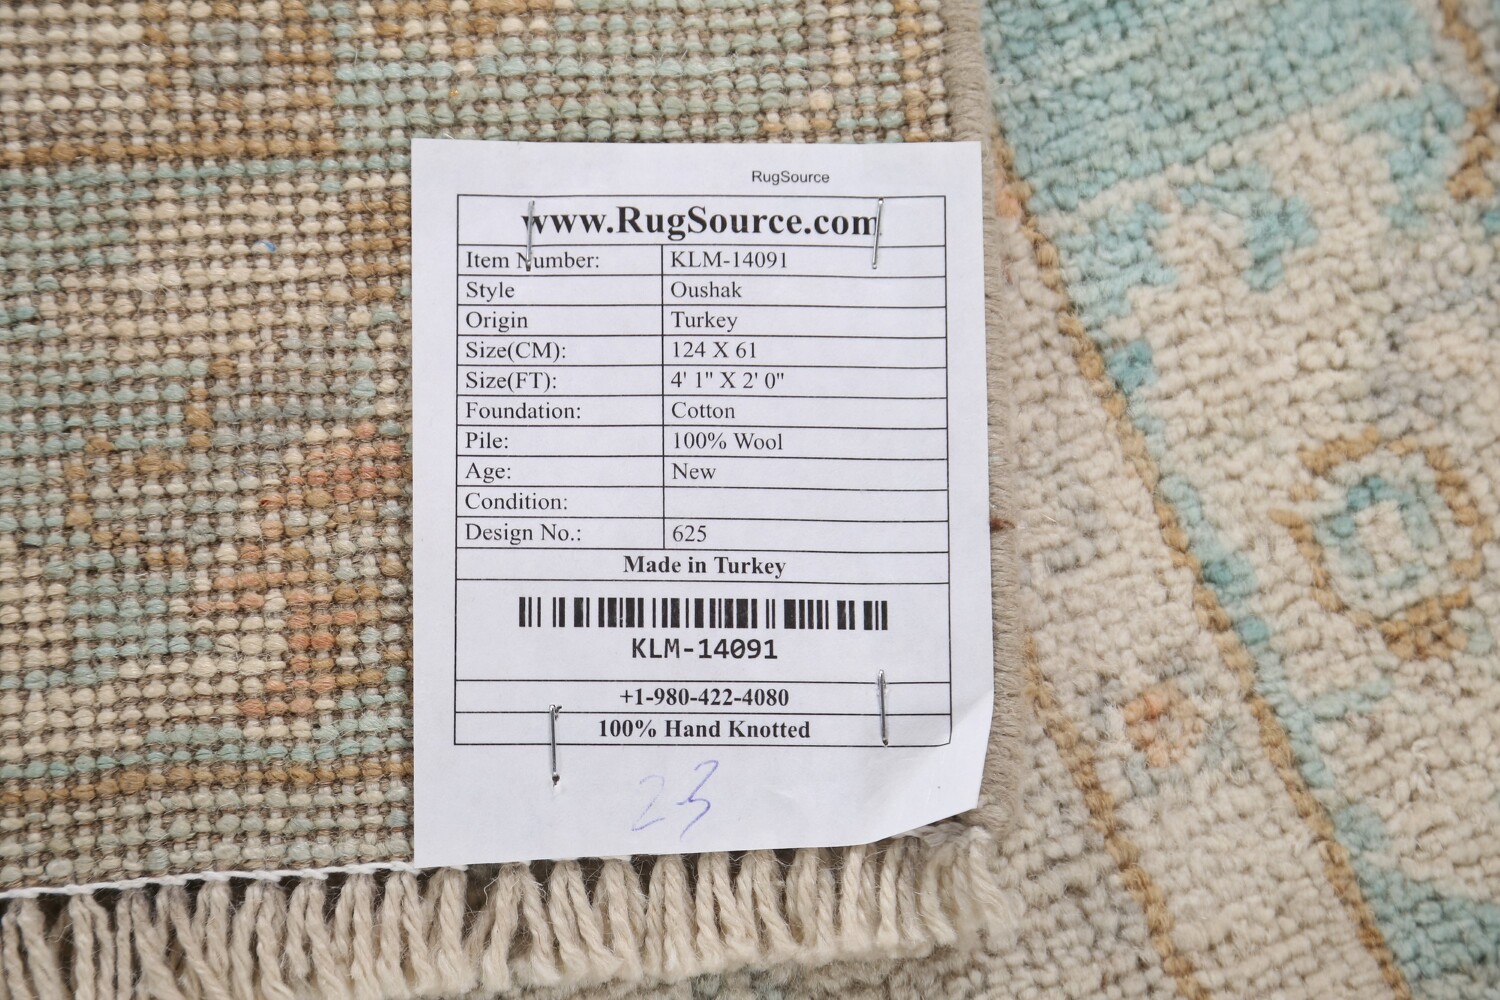 RugSource
www.RugSource.com
Item Number: KLM-14091
Style Oushak
Origin Turkey
Size(CM): 124 X 61
Size(FT): 4' 1" X 2' 0"
Foundation: Cotton
Pile: 100% Wool
Age: New
Condition:
Design No.: 625
Made in Turkey
KLM-14091
+1-980-422-4080
100% Hand Knotted
23